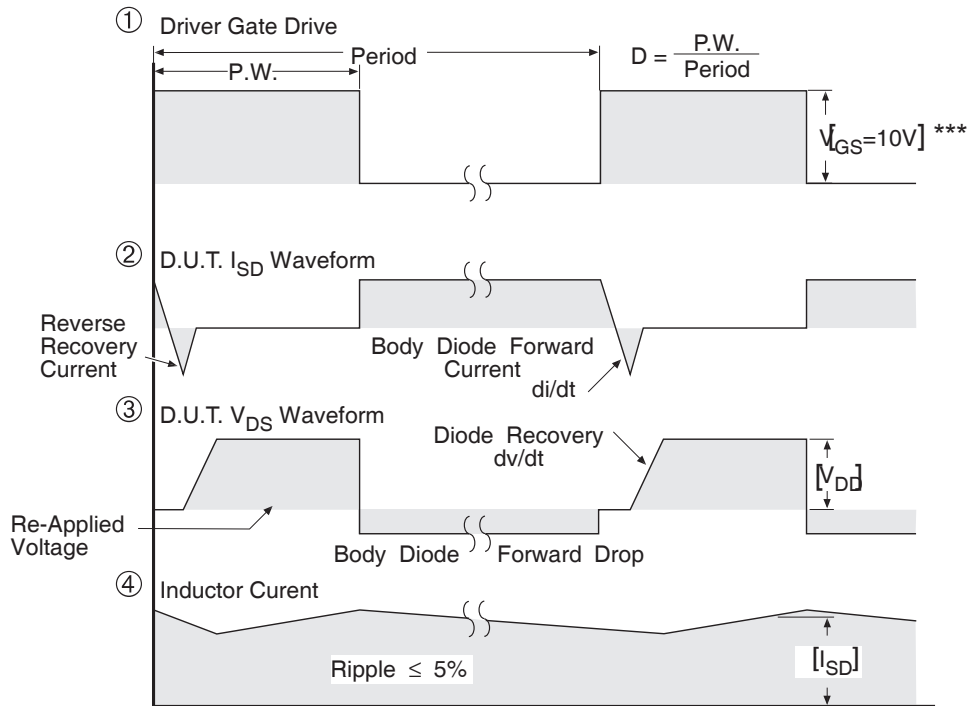 ① Driver Gate Drive
Period
P.W.
D = P.W.
Period
V[GS=10V] ***
② D.U.T. ISD Waveform
Reverse
Recovery
Current
Body Diode Forward
Current
di/dt
③ D.U.T. VDS Waveform
Diode Recovery
dv/dt
[VDD]
Re-Applied
Voltage
Body Diode Forward Drop
④ Inductor Curent
Ripple ≤ 5%
[ISD]